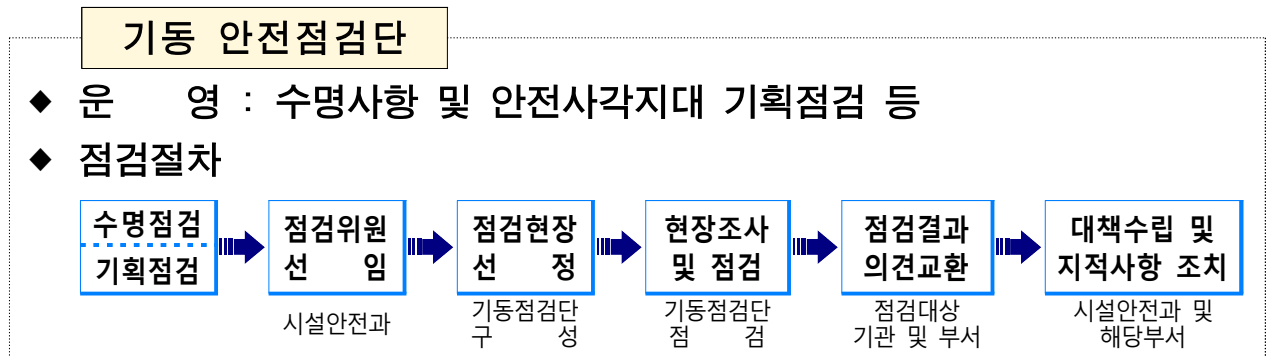 기동 안전점검단
◆ 운 영 : 수명사항 및 안전사각지대 기획점검 등
◆ 점검절차
수명점검
기획점검
점검위원
선 임
시설안전과
점검현장
선 정
기동점검단
구 성
현장조사
및 점검
기동점검단
점 검
점검결과
의견교환
점검대상
기관 및 부서
대책수립 및
지적사항 조치
시설안전과 및
해당부서